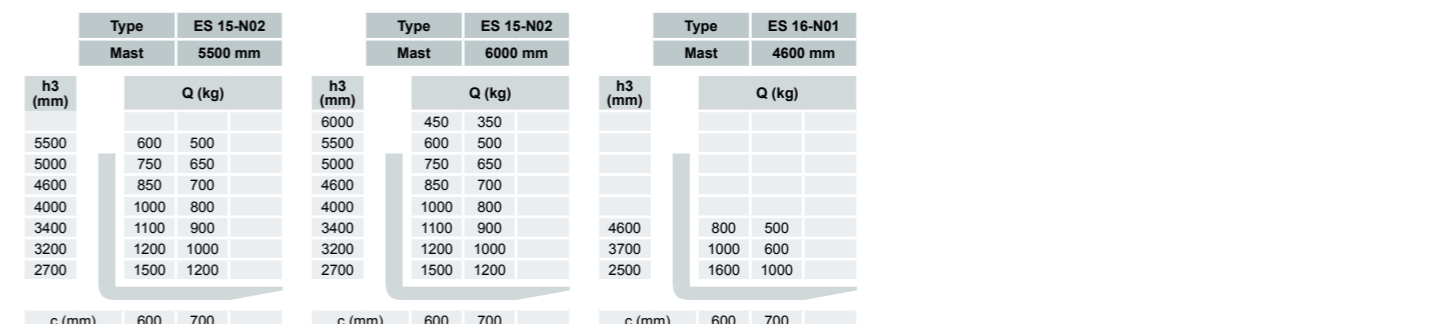 Type ES 15-N02 Type ES 15-N02 Type ES 16-N01
Mast 5500 mm Mast 6000 mm Mast 4600 mm
h3 (mm) Q (kg) h3 (mm) Q (kg) h3 (mm) Q (kg)
6000 450 350
5500 600 500 5500 600 500
5000 750 650 5000 750 650
4600 850 700 4600 850 700
4000 1000 800 4000 1000 800
3400 1100 900 3400 1100 900 4600 800 500
3200 1200 1000 3200 1200 1000 3700 1000 600
2700 1500 1200 2700 1500 1200 2500 1600 1000
c (mm) 600 700 c (mm) 600 700 c (mm) 600 700